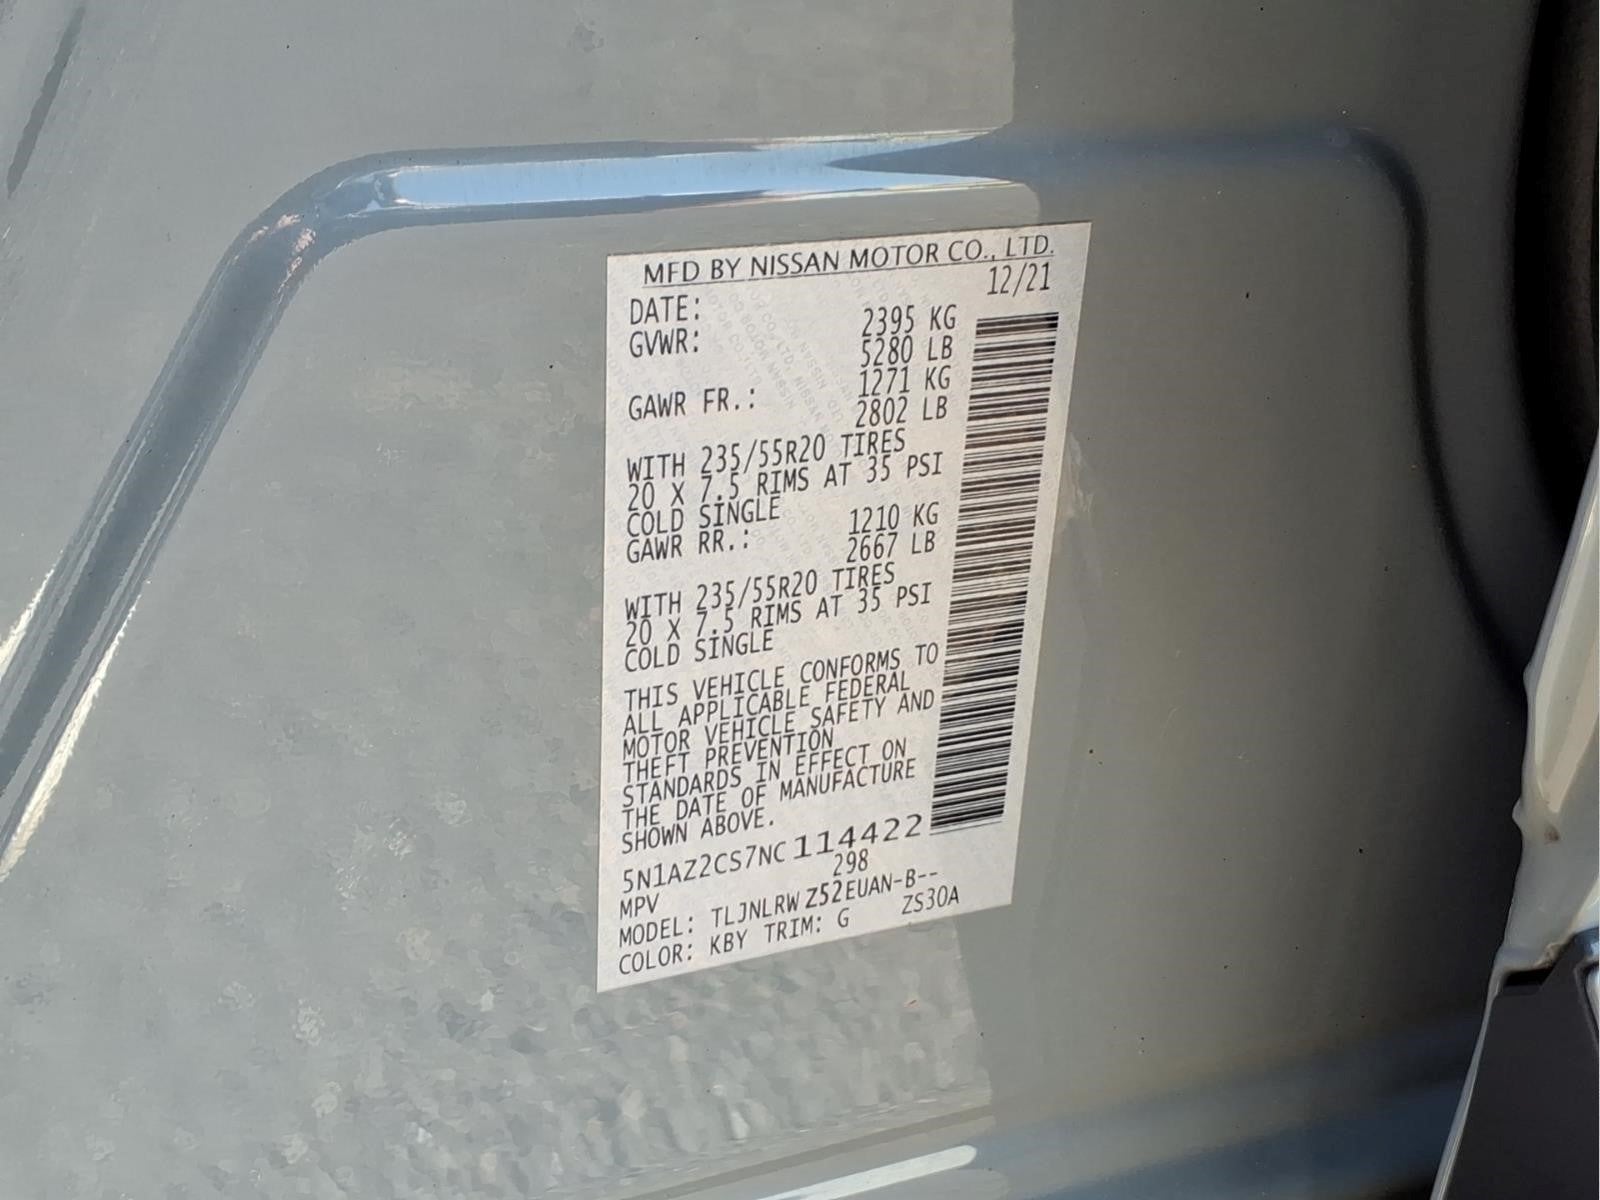 MFD BY NISSAN MOTOR CO., LTD.
DATE: 12/21
GVWR: 2395 KG
5280 LB
GAWR FR.: 1271 KG
2802 LB
WITH 235/55R20 TIRES
20 X 7.5 RIMS AT 35 PSI
COLD SINGLE
GAWR RR.: 1210 KG
2667 LB
WITH 235/55R20 TIRES
20 X 7.5 RIMS AT 35 PSI
COLD SINGLE
THIS VEHICLE CONFORMS TO
ALL APPLICABLE FEDERAL
MOTOR VEHICLE SAFETY AND
THEFT PREVENTION
STANDARDS IN EFFECT ON
THE DATE OF MANUFACTURE
SHOWN ABOVE.
5N1AZ2CS7NC114422
MPV 298
MODEL: TLJNLRWZ52EUAN-B--
COLOR: KBY TRIM: G ZS30A